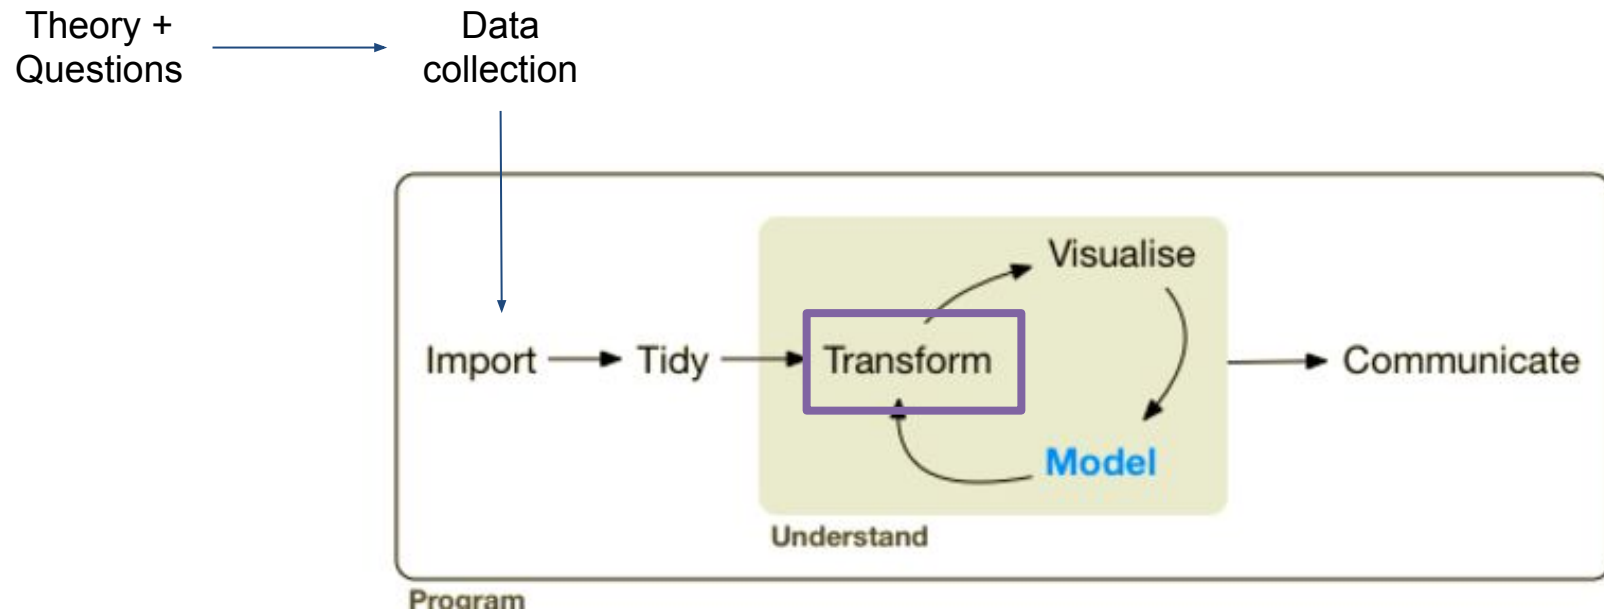 Theory +
Questions
Data
collection
Visualise
Import
Tidy
Transform
Communicate
Model
Understand
Program